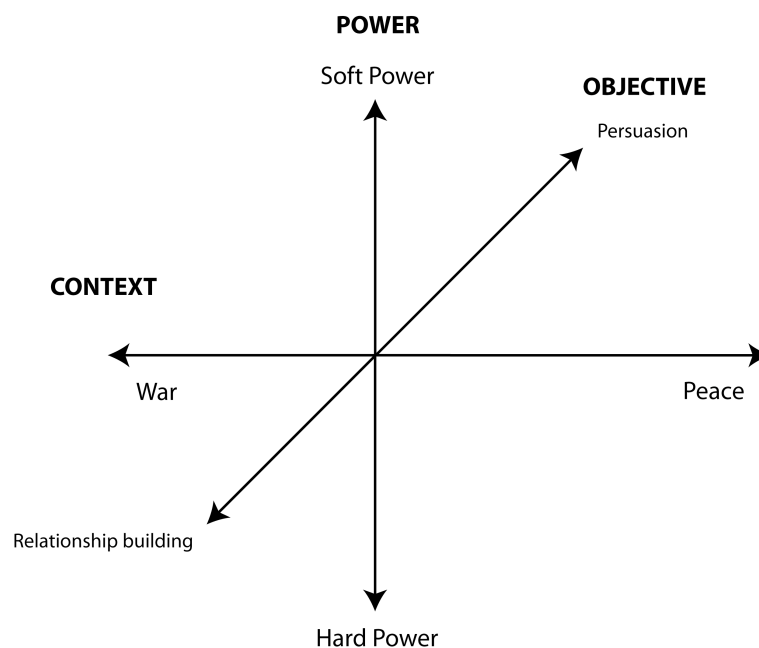 POWER
Soft Power
OBJECTIVE
Persuasion
CONTEXT
War
Peace
Relationship building
Hard Power